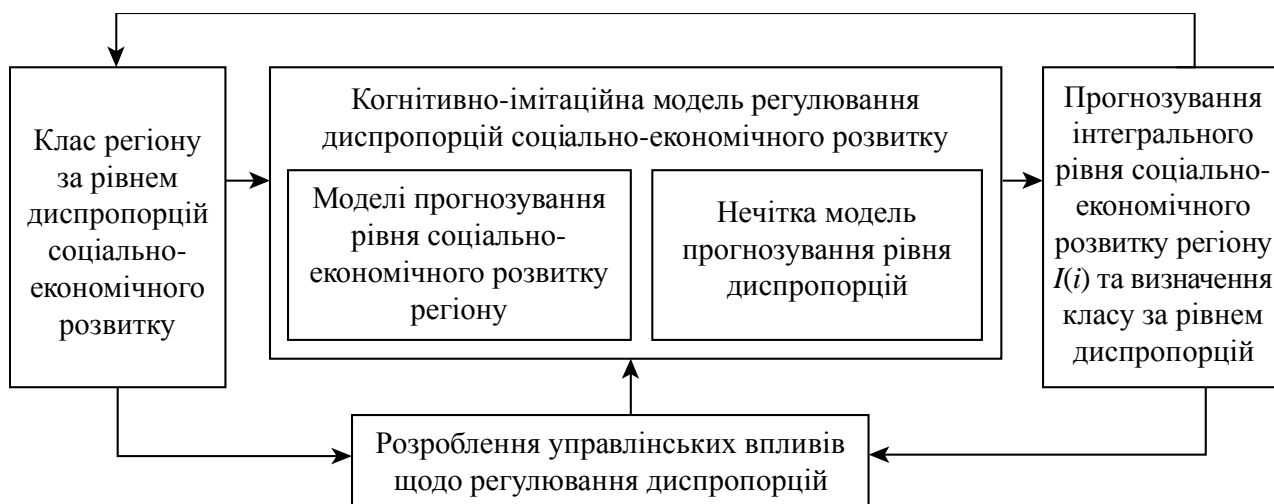 Клас регіону
за рівнем
диспропорцій
соціально-
економічного
розвитку
Когнітивно-імітаційна модель регулювання
диспропорцій соціально-економічного розвитку
Моделі прогнозування
рівня соціально-
економічного розвитку
регіону
Нечітка модель
прогнозування рівня
диспропорцій
Прогнозування
інтегрального
рівня соціально-
економічного
розвитку регіону
I(i) та визначення
класу за рівнем
диспропорцій
Розроблення управлінських впливів
щодо регулювання диспропорцій